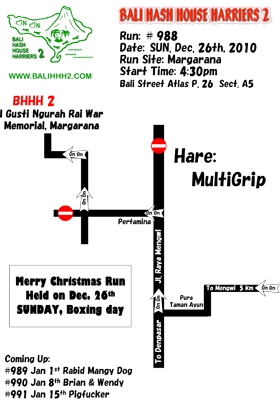 BALI HASH HOUSE HARRIERS 2
BALI
HASH
HOUSE
HARRIERS 2
WWW.BALIHHH2.COM
Run: # 988
Date: SUN, Dec, 26th, 2010
Run Site: Margarana
Start Time: 4:30pm
Bali Street Atlas P. 26 Sect. A5
BHHH 2
I Gusti Ngurah Rai War
Memorial, Margarana
On On
Hare:
MultiGrip
On On
On On
Pertamina
On On
Jl, Raya Mengwi
On On
To Mengwi 5 Km
Pura
Taman Ayun
To Denpasar
On On
Merry Christmas Run
Held on Dec. 26th
SUNDAY, Boxing day
Coming Up:
#989 Jan 1st Rabid Mangy Dog
#990 Jan 8th Brian & Wendy
#991 Jan 15th Pigfucker